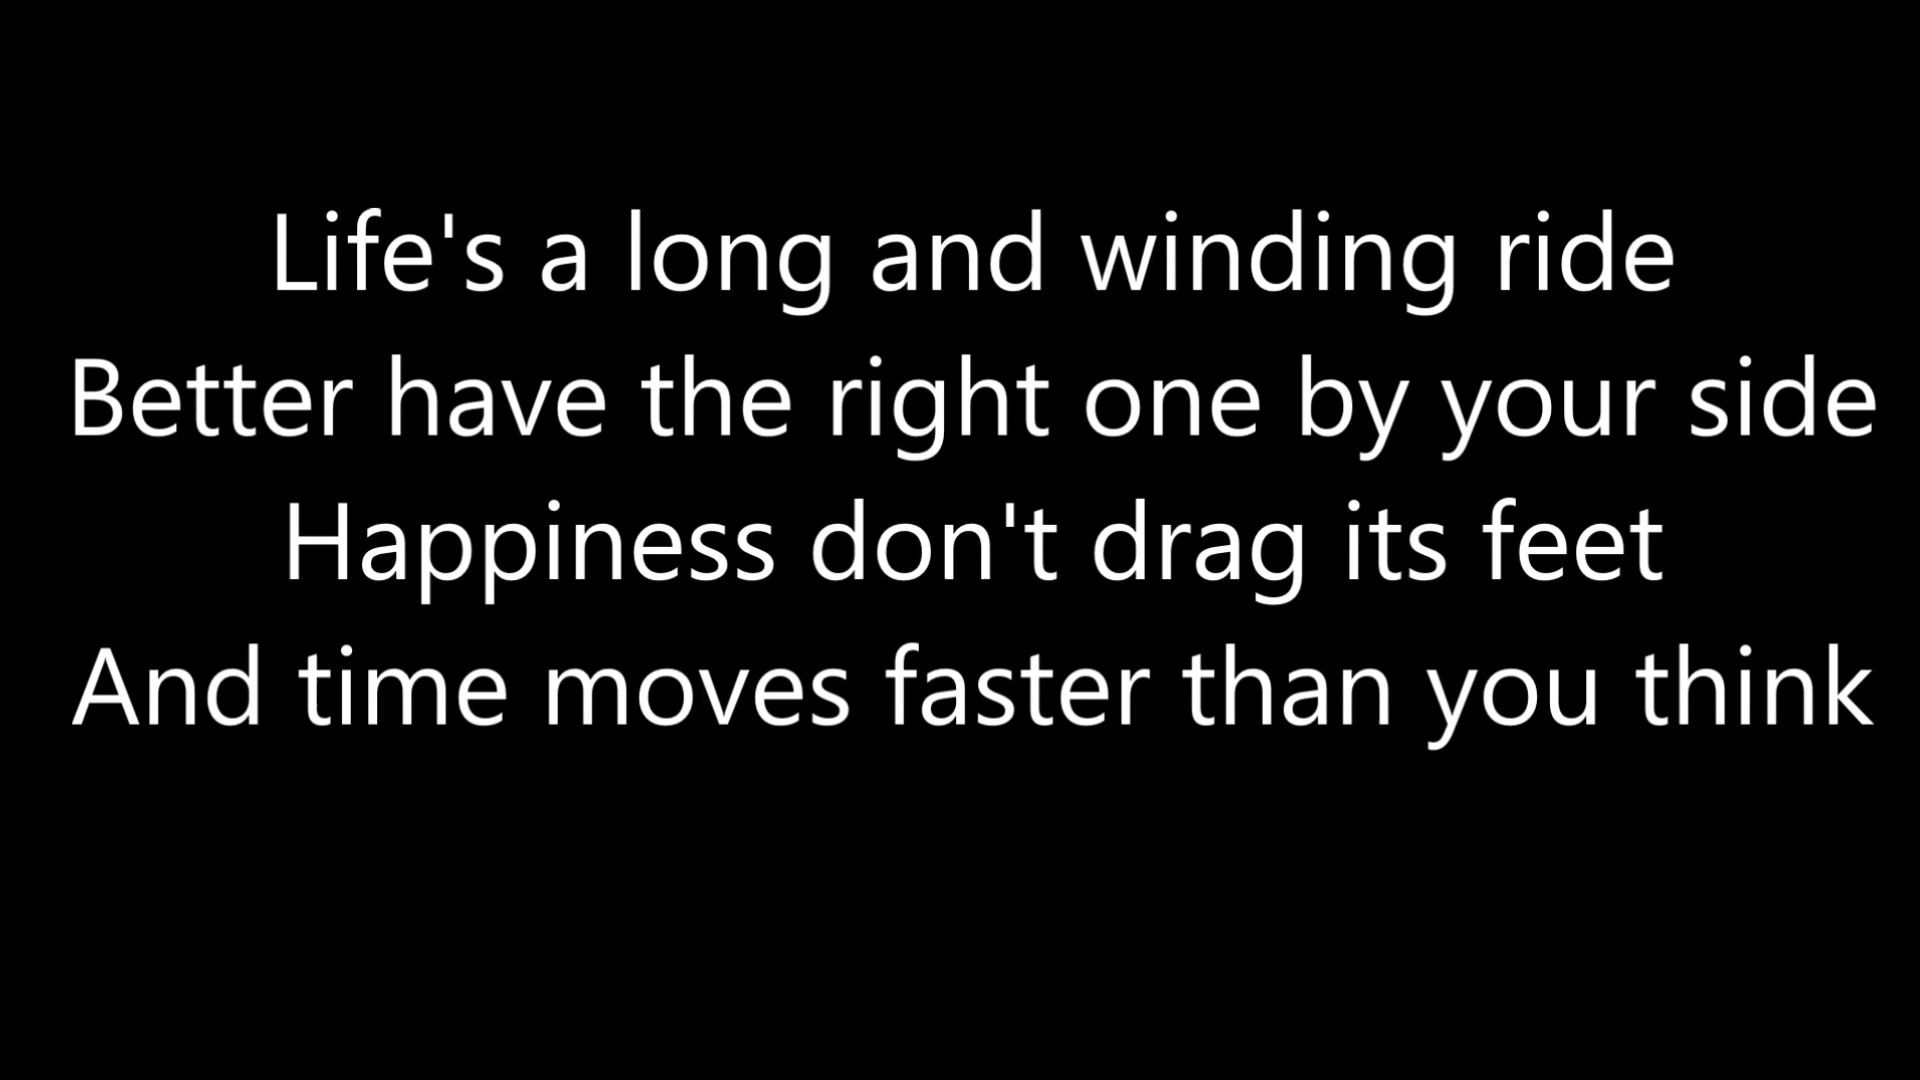 Life's a long and winding ride
Better have the right one by your side
Happiness don't drag its feet
And time moves faster than you think